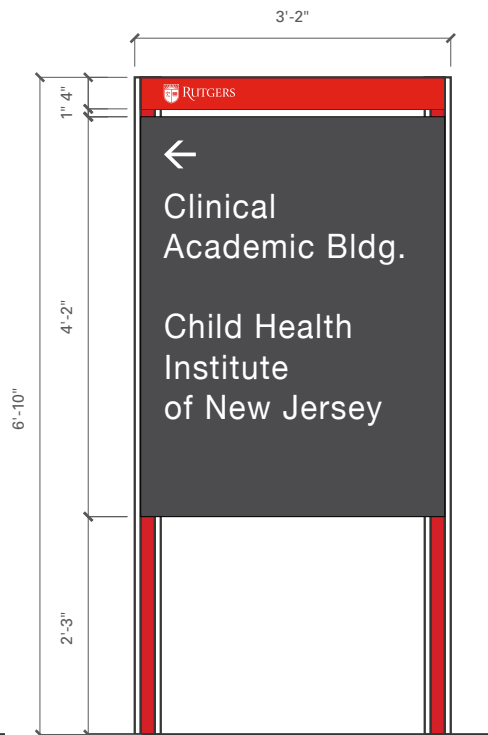 3'-2"
1" 4"
RUTGERS
←
Clinical
Academic Bldg.
4'-2"
Child Health
Institute
of New Jersey
6'-10"
2'-3"